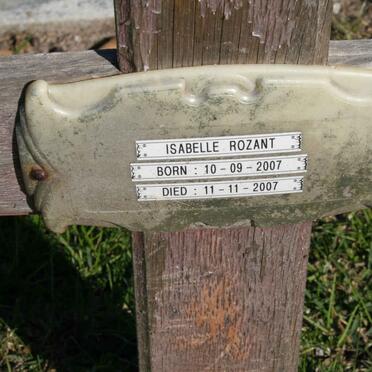 ISABELLE ROZANT
BORN : 10-09-2007
DIED : 11-11-2007